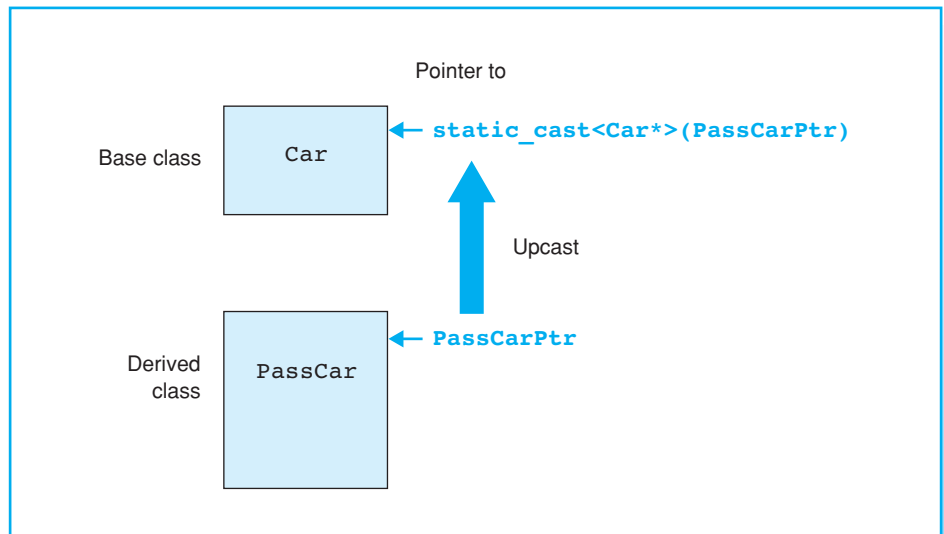 Pointer to
static_cast<Car*>(PassCarPtr)
Base class
Car
Upcast
PassCarPtr
Derived
class
PassCar